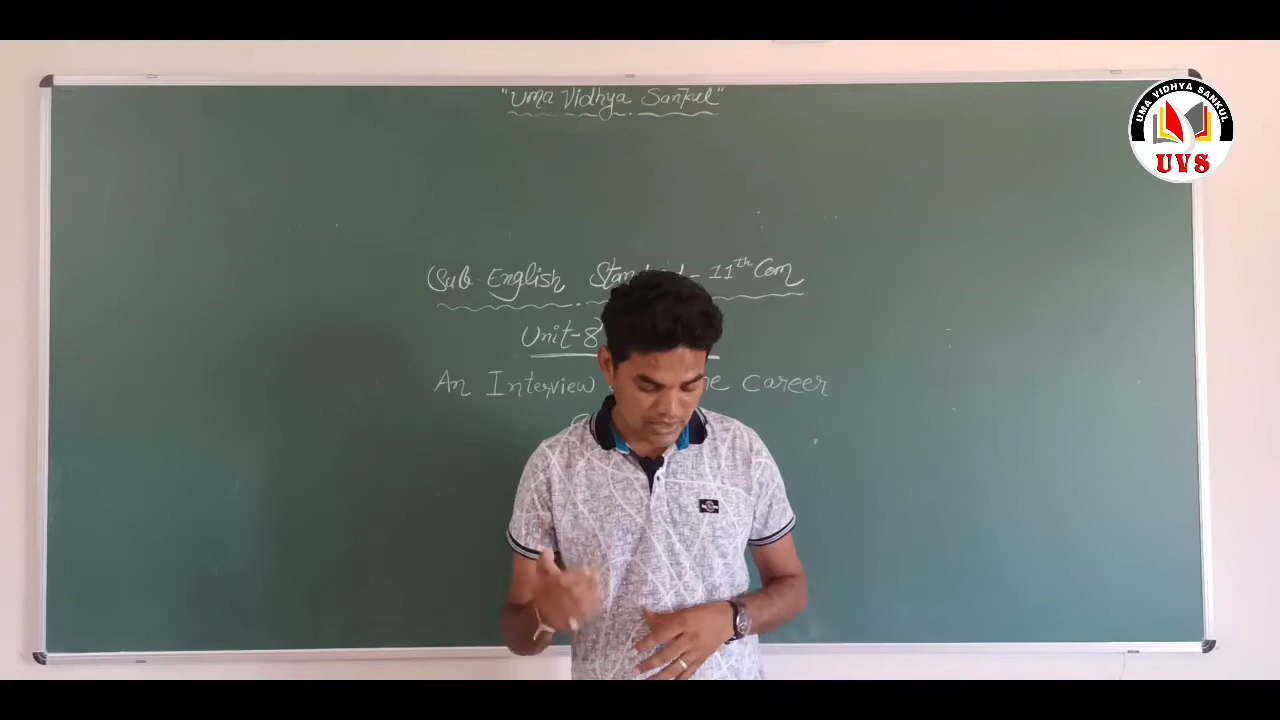 "Uma Vidhya Sankul"
UMA VIDHYA SANKUL
UVS
Sub English 11th Com
Unit-8
An Interview career